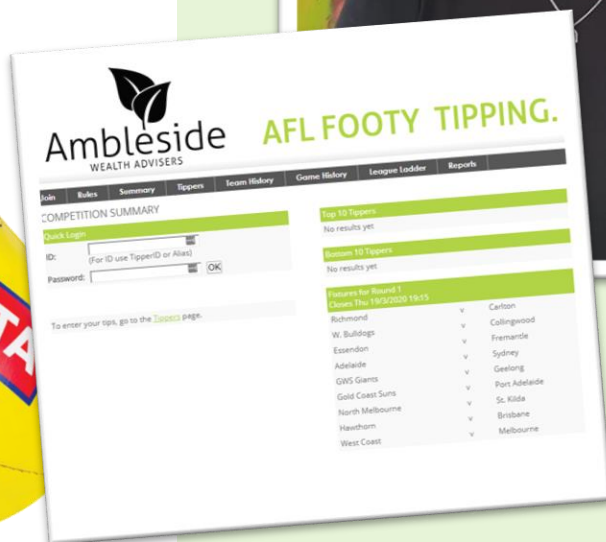 Ambleside
WEALTH ADVISERS
AFL FOOTY TIPPING.
Join Rules Summary Tippers Team History Game History League Ladder Reports
COMPETITION SUMMARY
Quick Login
ID:
(For ID use TipperID or Alias)
Password: OK
To enter your tips, go to the Tippers page.
Top 10 Tippers
No results yet
Bottom 10 Tippers
No results yet
Fixtures for Round 1
Closes Thu 19/3/2020 19:15
Richmond v Carlton
W. Bulldogs v Collingwood
Essendon v Fremantle
Adelaide v Sydney
GWS Giants v Geelong
Gold Coast Suns v Port Adelaide
North Melbourne v St. Kilda
Hawthorn v Brisbane
West Coast v Melbourne
TA